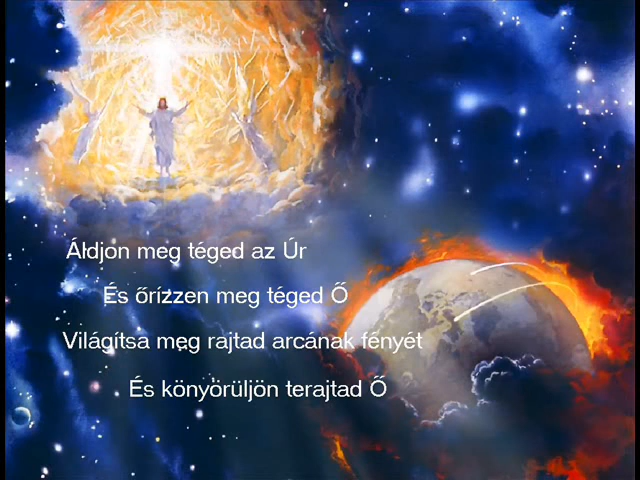 Áldjon meg téged az Úr
És őrízzen meg téged Ő
Világítsa meg rajtad arcának fényét
És könyörüljön terajtad Ő